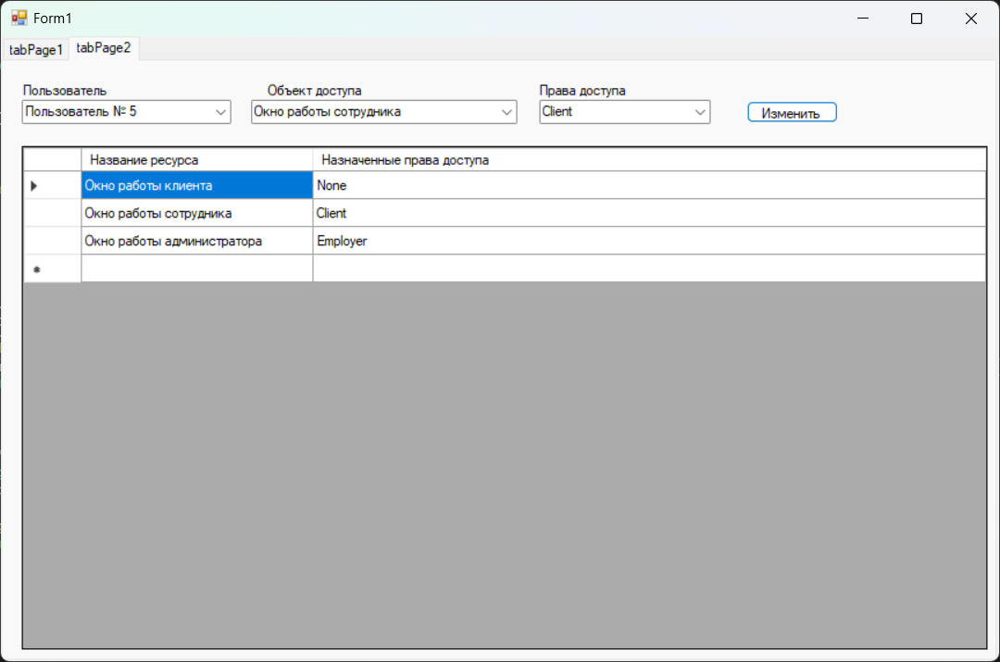 Form1
tabPage1 tabPage2
Пользователь Объект доступа Права доступа
Пользователь № 5 Окно работы сотрудника Client Изменить
Название ресурса Назначенные права доступа
Окно работы клиента None
Окно работы сотрудника Client
Окно работы администратора Employer